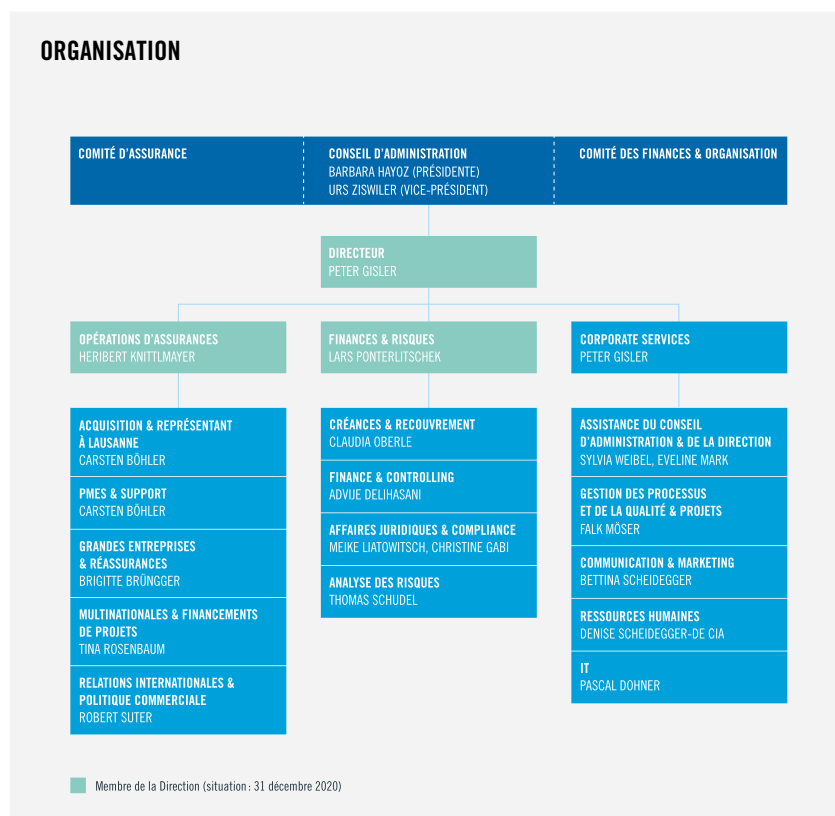 ORGANISATION
COMITÉ D'ASSURANCE
CONSEIL D'ADMINISTRATION
BARBARA HAYOZ (PRÉSIDENTE)
URS ZISWILER (VICE-PRÉSIDENT)
COMITÉ DES FINANCES & ORGANISATION
DIRECTEUR
PETER GISLER
OPÉRATIONS D'ASSURANCES
HERIBERT KNITTLMAYER
FINANCES & RISQUES
LARS PONTERLITSCHEK
CORPORATE SERVICES
PETER GISLER
ACQUISITION & REPRÉSENTANT
À LAUSANNE
CARSTEN BÖHLER
PMES & SUPPORT
CARSTEN BÖHLER
GRANDES ENTREPRISES
& RÉASSURANCES
BRIGITTE BRÜNGGER
MULTINATIONALES & FINANCEMENTS
DE PROJETS
TINA ROSENBAUM
RELATIONS INTERNATIONALES &
POLITIQUE COMMERCIALE
ROBERT SUTER
CRÉANCES & RECOUVREMENT
CLAUDIA OBERLE
FINANCE & CONTROLLING
ADVIJE DELIHASANI
AFFAIRES JURIDIQUES & COMPLIANCE
MEIKE LIATOWITSCH, CHRISTINE GABI
ANALYSE DES RISQUES
THOMAS SCHUDEL
ASSISTANCE DU CONSEIL
D'ADMINISTRATION & DE LA DIRECTION
SYLVIA WEIBEL, EVELINE MARK
GESTION DES PROCESSUS
ET DE LA QUALITÉ & PROJETS
FALK MÖSER
COMMUNICATION & MARKETING
BETTINA SCHEIDEGGER
RESSOURCES HUMAINES
DENISE SCHEIDEGGER-DE CIA
IT
PASCAL DOHNER
Membre de la Direction (situation : 31 décembre 2020)